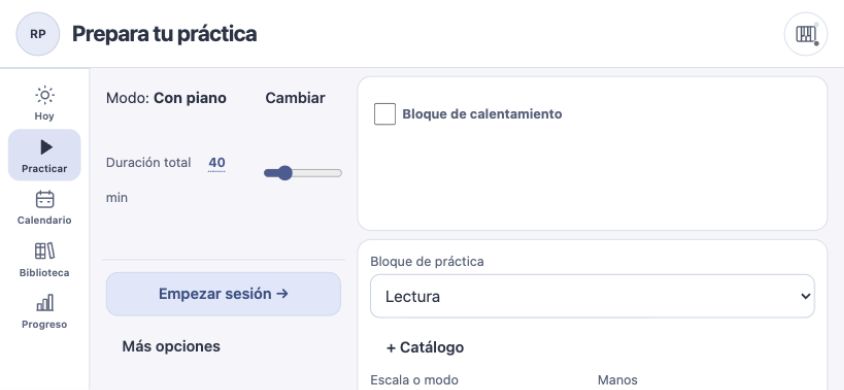 RP
Prepara tu práctica
Hoy
Practicar
Calendario
Biblioteca
Progreso
Modo: Con piano Cambiar
Duración total 40
min
Empezar sesión →
Más opciones
Bloque de calentamiento
Bloque de práctica
Lectura
+ Catálogo
Escala o modo Manos